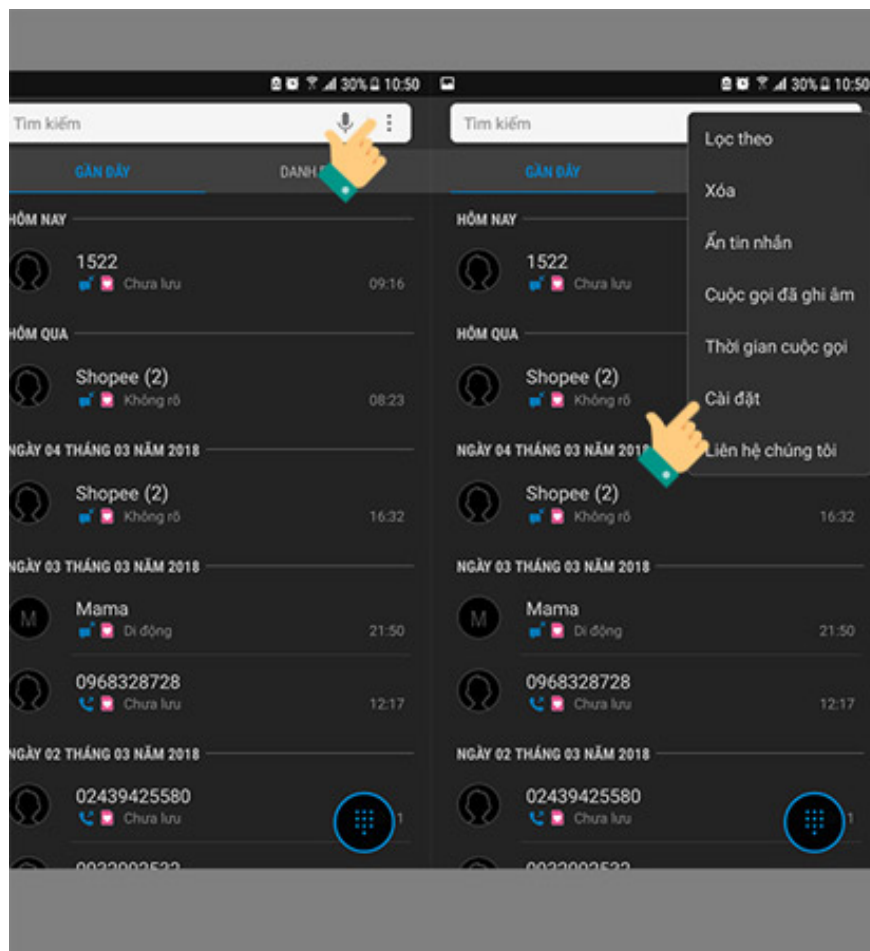 30% 10:50
Tìm kiếm
GẦN ĐÂY
DANH
HÔM NAY
1522
Chưa lưu
09:16
HÔM QUA
Shopee (2)
Không rõ
08:23
NGÀY 04 THÁNG 03 NĂM 2018
Shopee (2)
Không rõ
16:32
NGÀY 03 THÁNG 03 NĂM 2018
M
Mama
Di động
21:50
0968328728
Chưa lưu
12:17
NGÀY 02 THÁNG 03 NĂM 2018
02439425580
Chưa lưu
1
30% 10:50
Tìm kiếm
GẦN ĐÂY
HÔM NAY
1522
Chưa lưu
HÔM QUA
Shopee (2)
Không rõ
NGÀY 04 THÁNG 03 NĂM 2018
Shopee (2)
Không rõ
16:32
NGÀY 03 THÁNG 03 NĂM 2018
M
Mama
Di động
21:50
0968328728
Chưa lưu
12:17
NGÀY 02 THÁNG 03 NĂM 2018
02439425580
Chưa lưu
1
Lọc theo
Xóa
Ẩn tin nhắn
Cuộc gọi đã ghi âm
Thời gian cuộc gọi
Cài đặt
Liên hệ chúng tôi